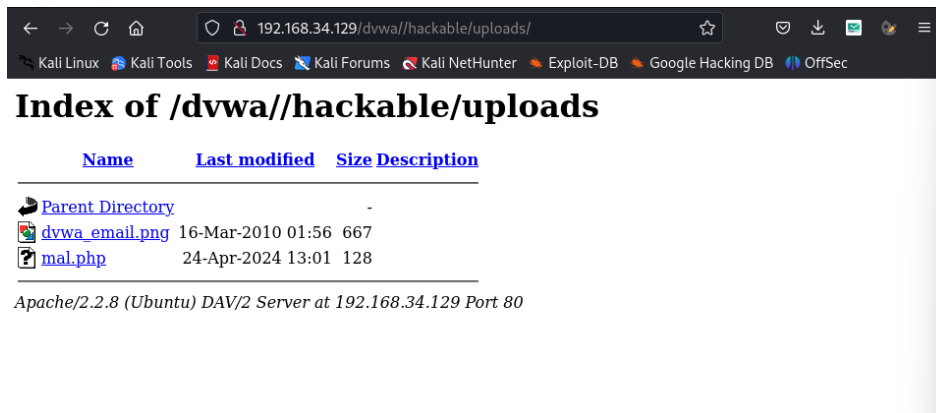 192.168.34.129/dvwa//hackable/uploads/
Kali Linux Kali Tools Kali Docs Kali Forums Kali NetHunter Exploit-DB Google Hacking DB OffSec
Index of /dvwa//hackable/uploads
Name Last modified Size Description
Parent Directory -
dvwa_email.png 16-Mar-2010 01:56 667
mal.php 24-Apr-2024 13:01 128
Apache/2.2.8 (Ubuntu) DAV/2 Server at 192.168.34.129 Port 80